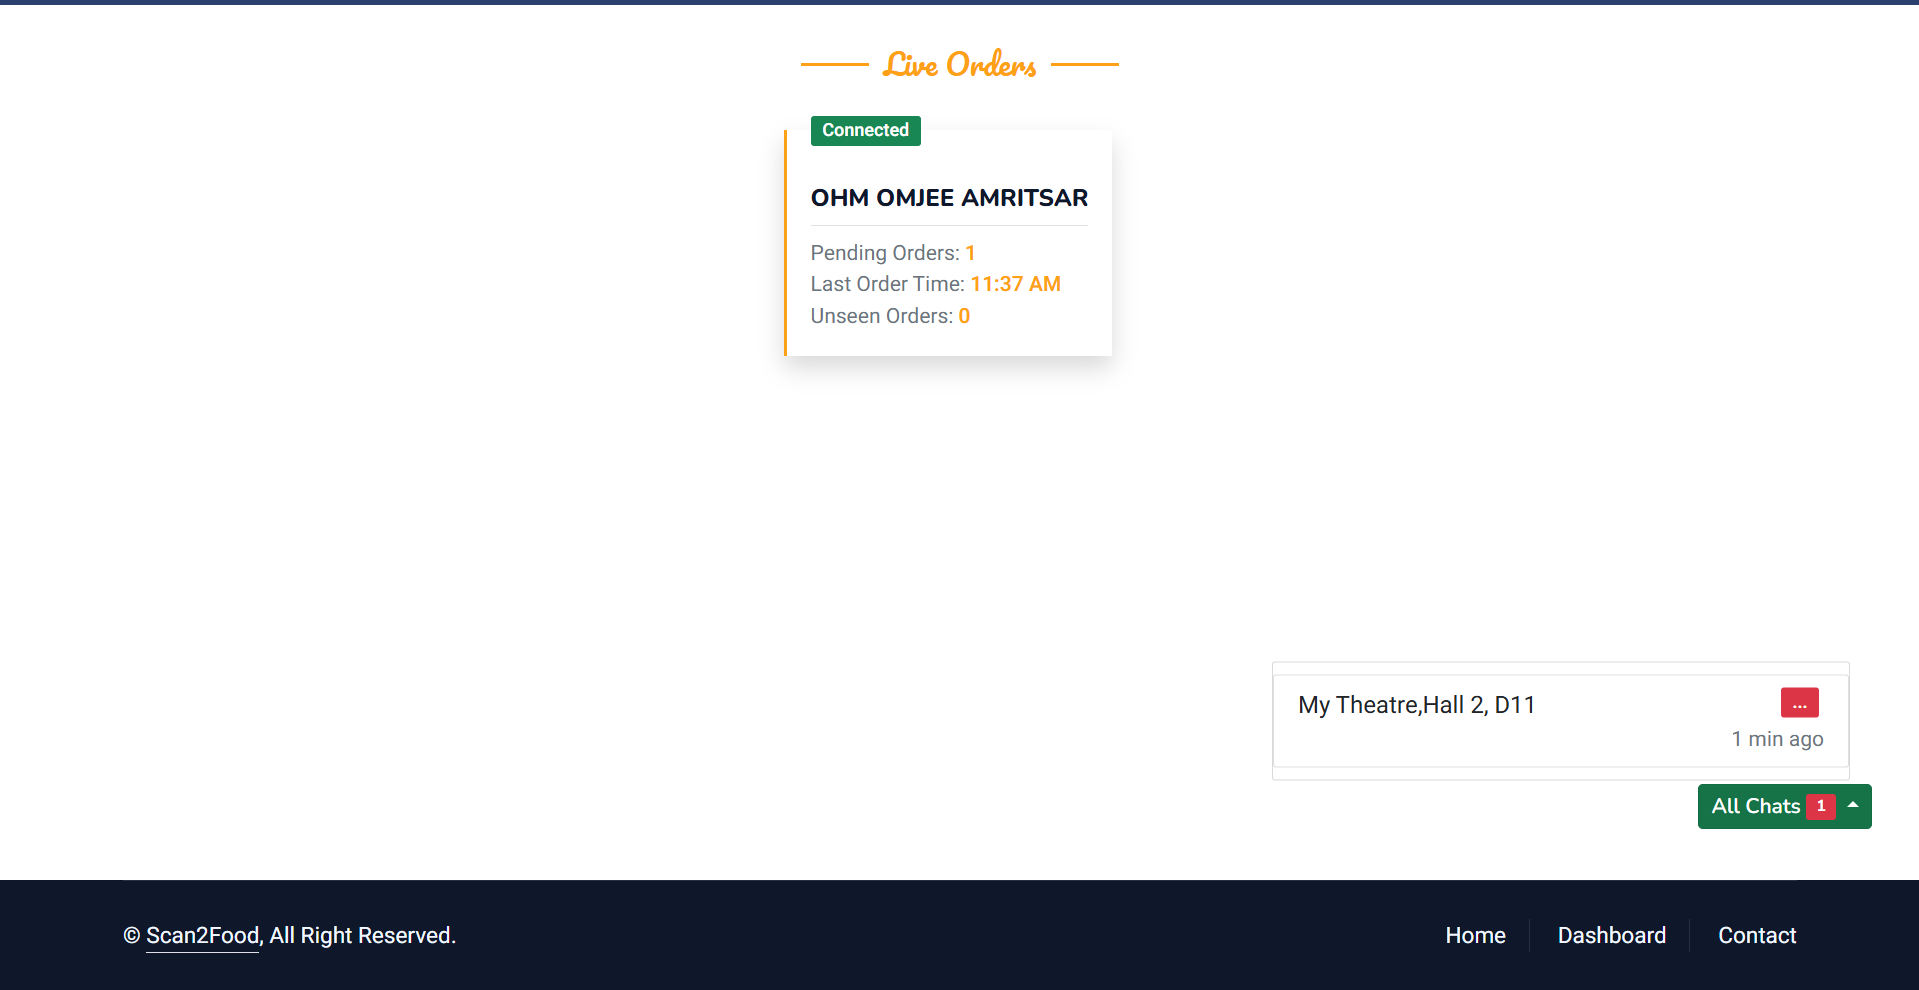 Live Orders
Connected
OHM OMJEE AMRITSAR
Pending Orders: 1
Last Order Time: 11:37 AM
Unseen Orders: 0
My Theatre,Hall 2, D11
...
1 min ago
All Chats 1
© Scan2Food, All Right Reserved.
Home
Dashboard
Contact